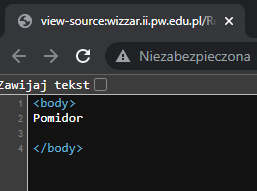 view-source:wizzar.ii.pw.edu.pl/R
Niezabezpieczona
Zawijaj tekst
1 <body>
2 Pomidor
3
4 </body>